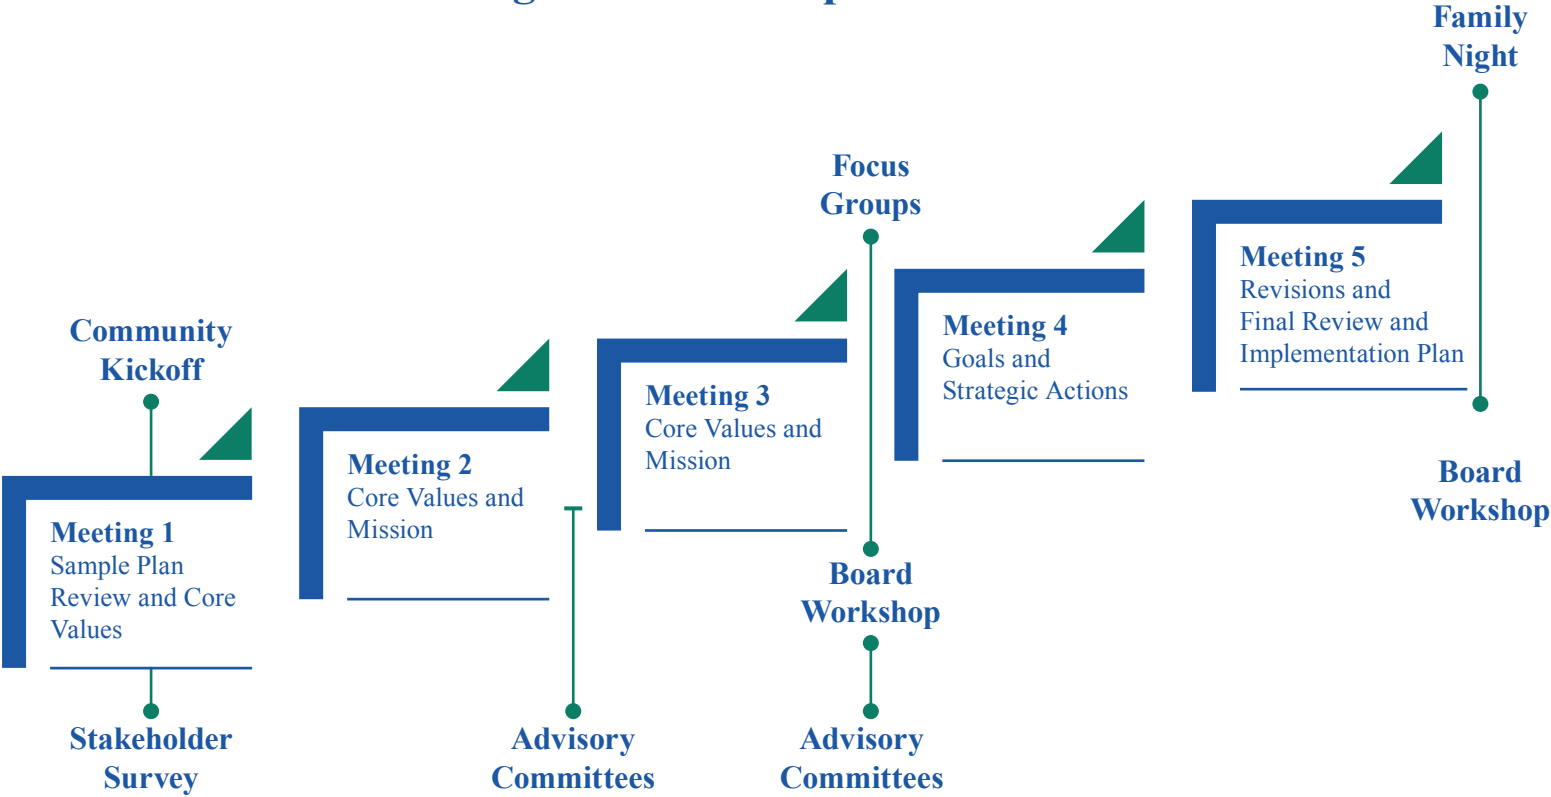 Family
Night
Focus
Groups
Community
Kickoff
Meeting 1
Sample Plan
Review and Core
Values
Stakeholder
Survey
Meeting 2
Core Values and
Mission
Advisory
Committees
Meeting 3
Core Values and
Mission
Board
Workshop
Advisory
Committees
Meeting 4
Goals and
Strategic Actions
Meeting 5
Revisions and
Final Review and
Implementation Plan
Board
Workshop